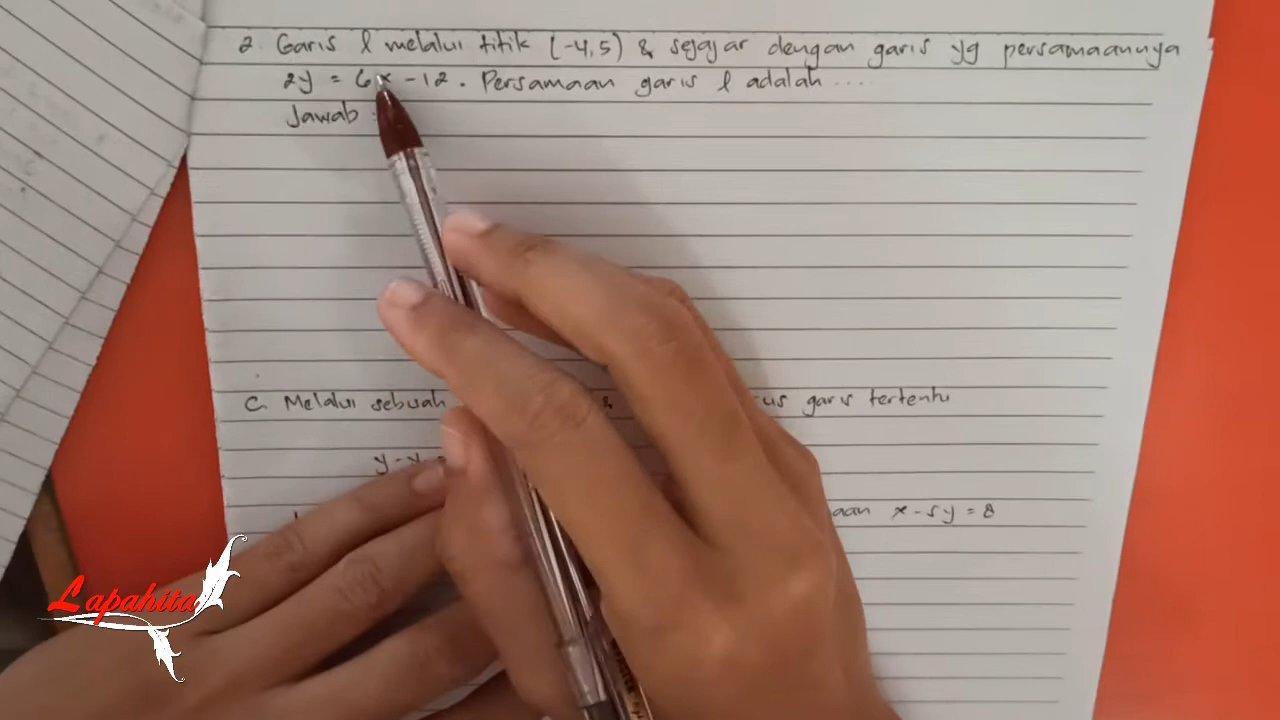 2. Garis l melalui titik (-4,5) & sejajar dengan garis yg persamaannya
2y = 6x - 12. Persamaan garis l adalah ....
Jawab :
C. Melalui sebuah & garis tertentu
y - y
x - 5y = 8
Lapahita